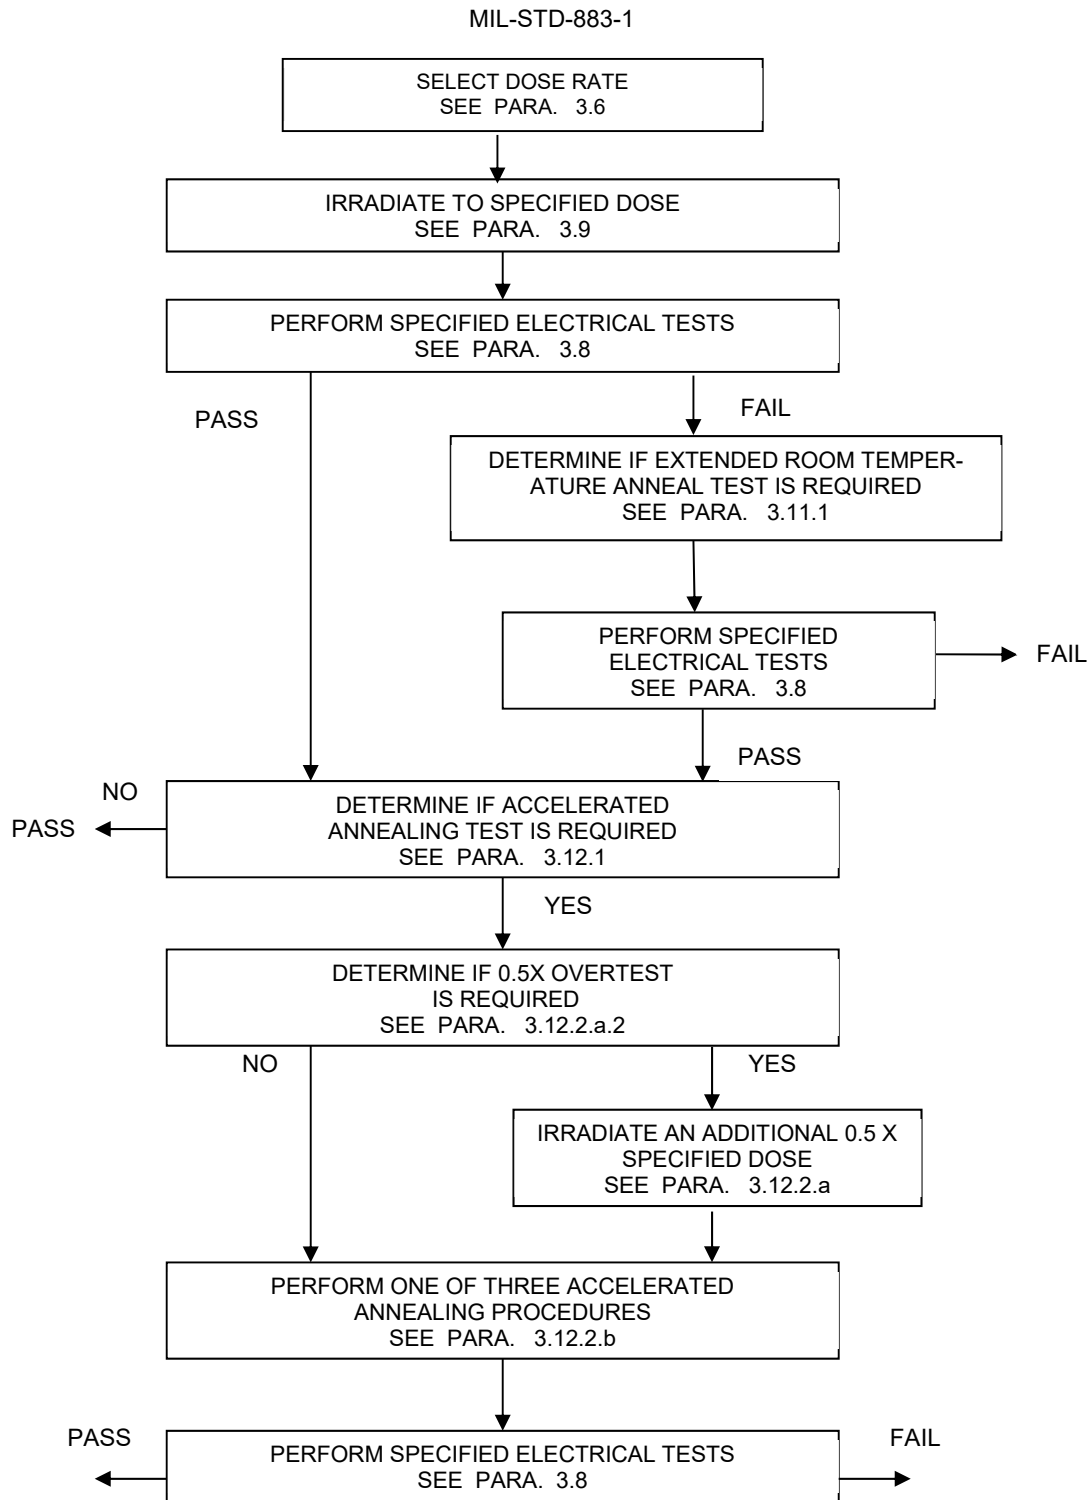 MIL-STD-883-1
SELECT DOSE RATE
SEE PARA. 3.6
IRRADIATE TO SPECIFIED DOSE
SEE PARA. 3.9
PERFORM SPECIFIED ELECTRICAL TESTS
SEE PARA. 3.8
PASS
FAIL
DETERMINE IF EXTENDED ROOM TEMPER-
ATURE ANNEAL TEST IS REQUIRED
SEE PARA. 3.11.1
PERFORM SPECIFIED
ELECTRICAL TESTS
SEE PARA. 3.8
FAIL
PASS
NO
PASS
DETERMINE IF ACCELERATED
ANNEALING TEST IS REQUIRED
SEE PARA. 3.12.1
YES
DETERMINE IF 0.5X OVERTEST
IS REQUIRED
SEE PARA. 3.12.2.a.2
NO
YES
IRRADIATE AN ADDITIONAL 0.5 X
SPECIFIED DOSE
SEE PARA. 3.12.2.a
PERFORM ONE OF THREE ACCELERATED
ANNEALING PROCEDURES
SEE PARA. 3.12.2.b
PASS
FAIL
PERFORM SPECIFIED ELECTRICAL TESTS
SEE PARA. 3.8